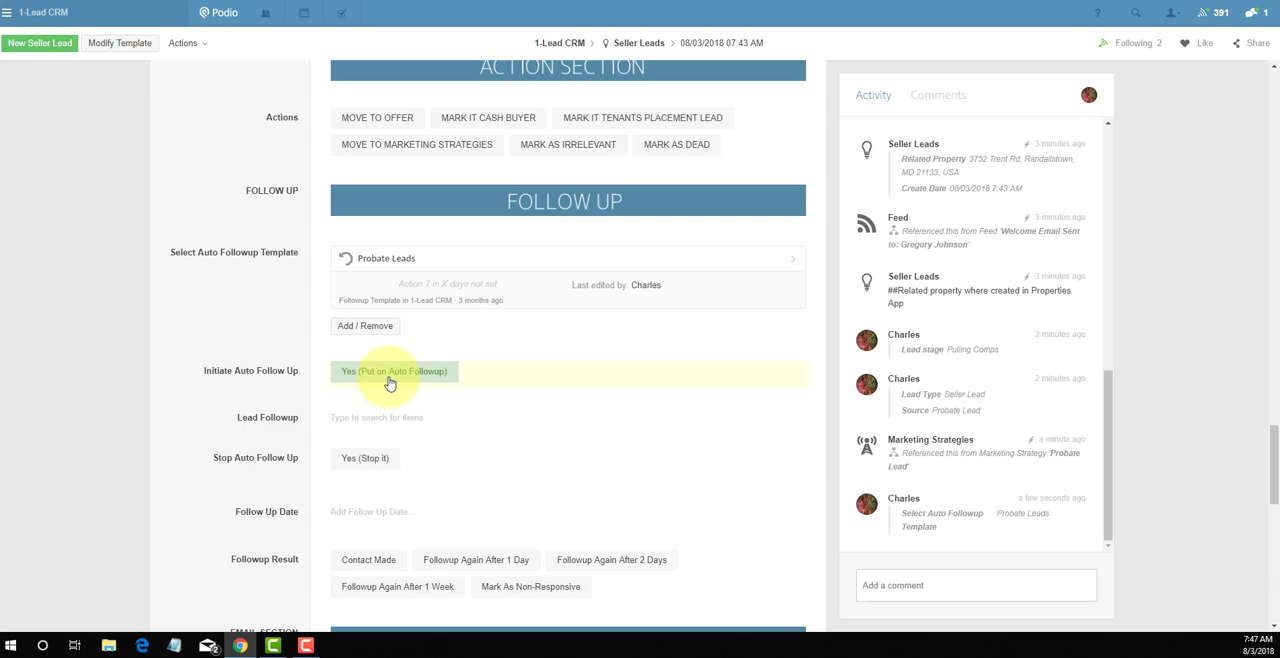 1-Lead CRM
Podio
?
391
1
New Seller Lead
Modify Template
Actions
1-Lead CRM > Seller Leads > 08/03/2018 07:43 AM
Following 2
Like
Share
ACTION SECTION
Actions
MOVE TO OFFER
MARK IT CASH BUYER
MARK IT TENANTS PLACEMENT LEAD
MOVE TO MARKETING STRATEGIES
MARK AS IRRELEVANT
MARK AS DEAD
FOLLOW UP
FOLLOW UP
Select Auto Followup Template
Probate Leads
Action 7 in X days not set
Last edited by: Charles
Followup Template in 1-Lead CRM · 3 months ago
Add / Remove
Initiate Auto Follow Up
Yes (Put on Auto Followup)
Lead Followup
Type to search for items
Stop Auto Follow Up
Yes (Stop it)
Follow Up Date
Add Follow Up Date...
Followup Result
Contact Made
Followup Again After 1 Day
Followup Again After 2 Days
Followup Again After 1 Week
Mark As Non-Responsive
EMAIL SECTION
Activity
Comments
Seller Leads
3 minutes ago
Related Property 3752 Trent Rd, Randallstown,
MD 21133, USA
Create Date 08/03/2018 7:43 AM
Feed
3 minutes ago
Referenced this from Feed 'Welcome Email Sent
to: Gregory Johnson'
Seller Leads
3 minutes ago
##Related property where created in Properties
App
Charles
2 minutes ago
Lead stage Pulling Comps
Charles
2 minutes ago
Lead Type Seller Lead
Source Probate Lead
Marketing Strategies
a minute ago
Referenced this from Marketing Strategy 'Probate
Lead'
Charles
a few seconds ago
Select Auto Followup Probate Leads
Template
Add a comment
2
7:47 AM
8/3/2018